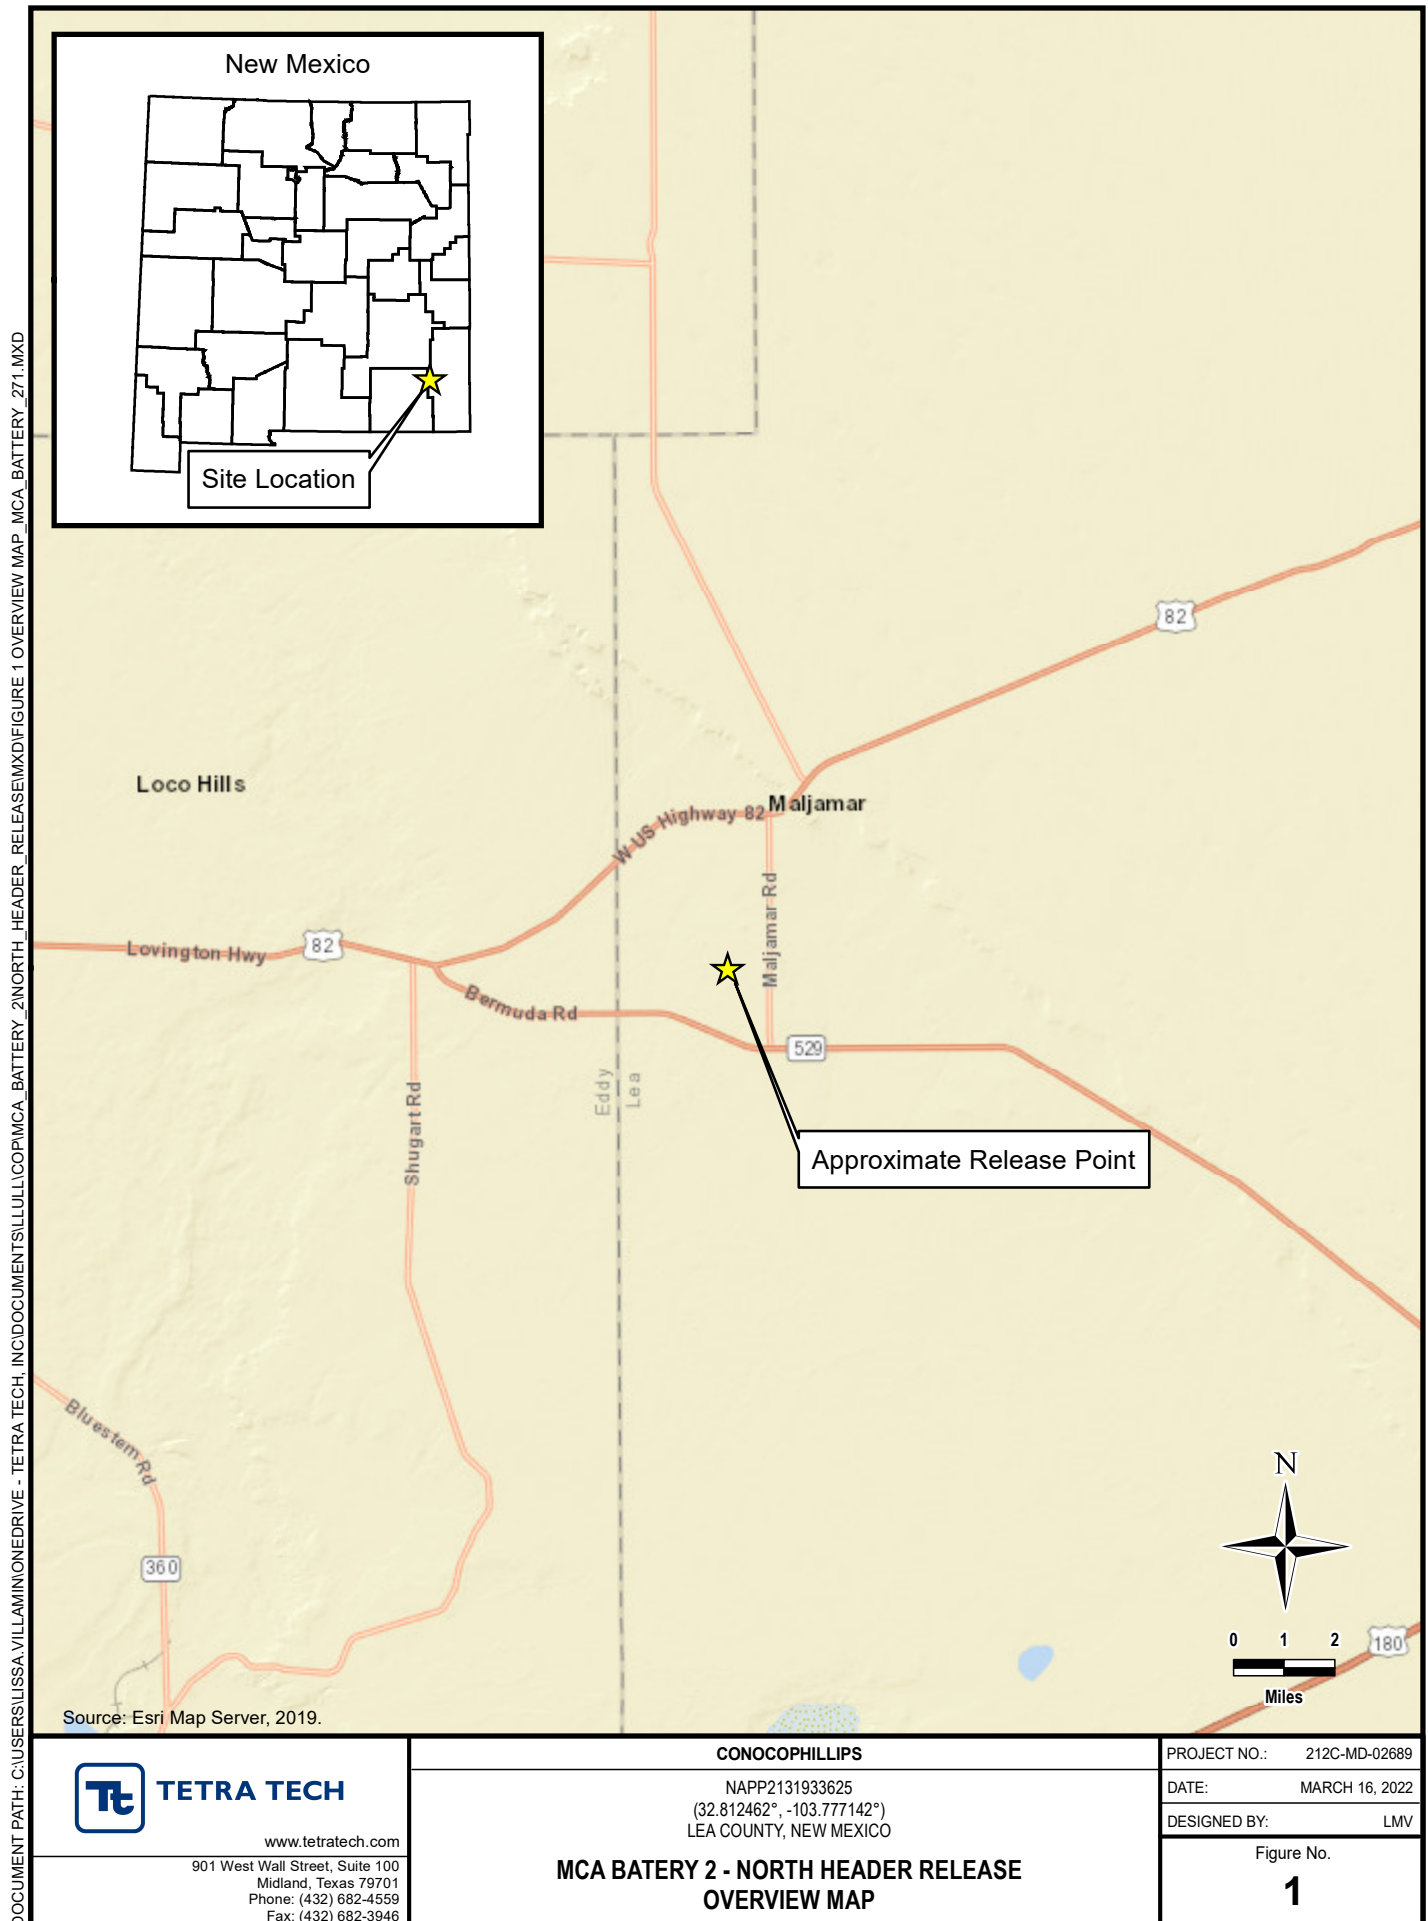 New Mexico
Site Location
82
Loco Hills
Maljamar
W US Highway 82
Maljamar Rd
Lovington Hwy
82
Bermuda Rd
529
Eddy
Lea
Shugart Rd
Approximate Release Point
Bluestem Rd
360
N
0 1 2
Miles
180
Source: Esri Map Server, 2019.
DOCUMENT PATH: C:\USERS\LISSA.VILLAMIN\ONEDRIVE - TETRA TECH, INC\DOCUMENTS\LLULL\COP\MCA_BATTERY_2\NORTH_HEADER_RELEASE\MXD\FIGURE 1 OVERVIEW MAP_MCA_BATTERY_271.MXD
Tt TETRA TECH
www.tetratech.com
901 West Wall Street, Suite 100
Midland, Texas 79701
Phone: (432) 682-4559
Fax: (432) 682-3946
CONOCOPHILLIPS
NAPP2131933625
(32.812462°, -103.777142°)
LEA COUNTY, NEW MEXICO
MCA BATERY 2 - NORTH HEADER RELEASE
OVERVIEW MAP
PROJECT NO.: 212C-MD-02689
DATE: MARCH 16, 2022
DESIGNED BY: LMV
Figure No.
1